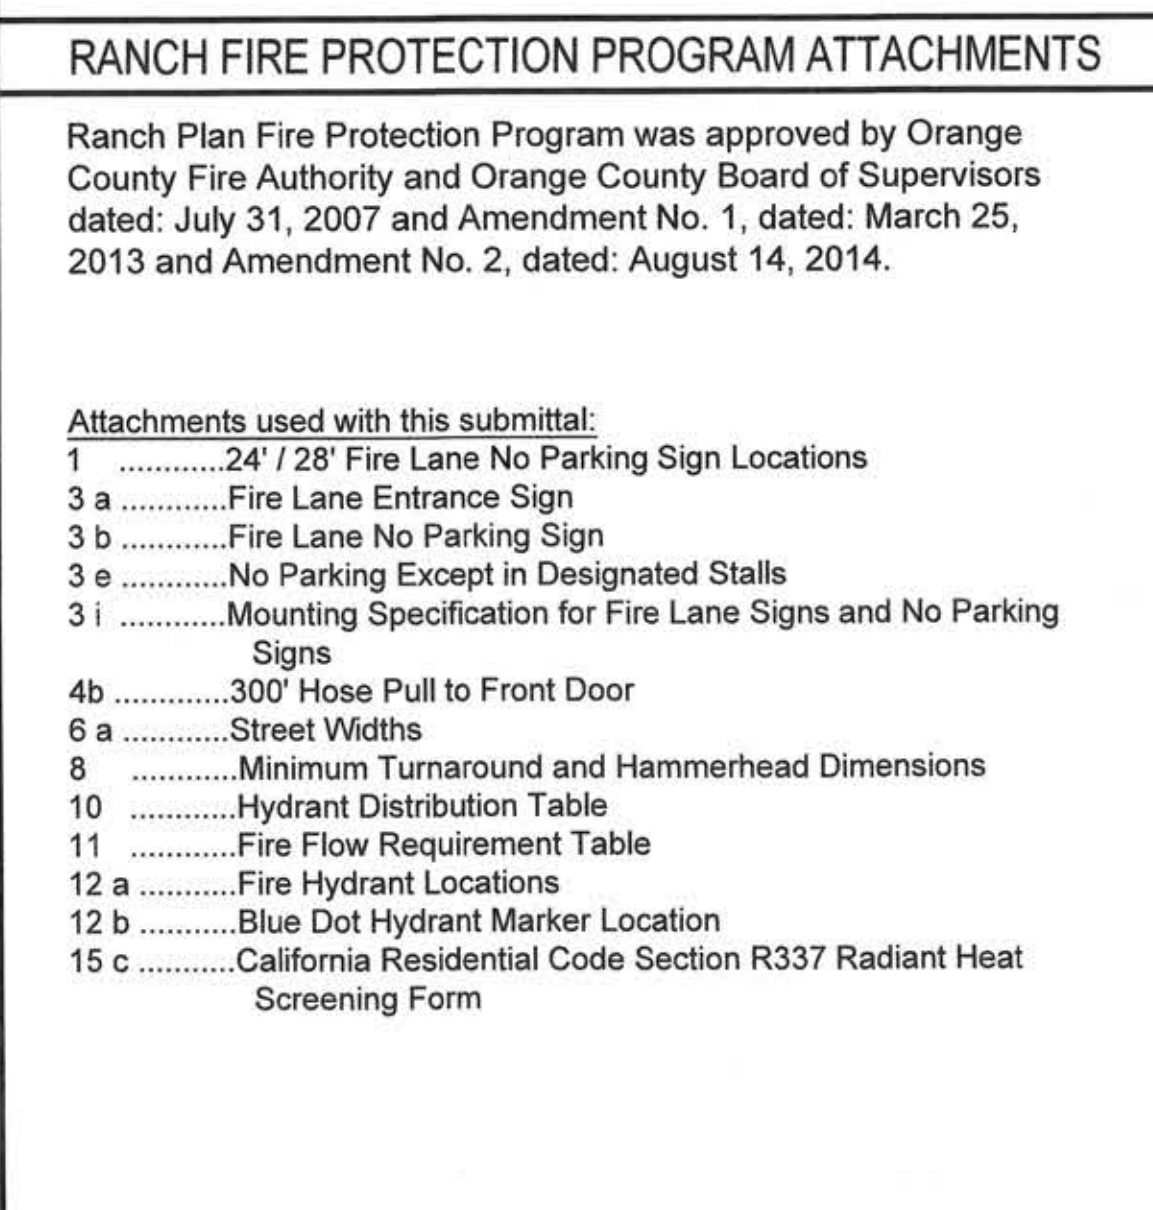 RANCH FIRE PROTECTION PROGRAM ATTACHMENTS
Ranch Plan Fire Protection Program was approved by Orange
County Fire Authority and Orange County Board of Supervisors
dated: July 31, 2007 and Amendment No. 1, dated: March 25,
2013 and Amendment No. 2, dated: August 14, 2014.
Attachments used with this submittal:
1 ............24' / 28' Fire Lane No Parking Sign Locations
3 a ............Fire Lane Entrance Sign
3 b ............Fire Lane No Parking Sign
3 e ............No Parking Except in Designated Stalls
3 i ............Mounting Specification for Fire Lane Signs and No Parking
Signs
4b .............300' Hose Pull to Front Door
6 a ............Street Widths
8 ............Minimum Turnaround and Hammerhead Dimensions
10 ............Hydrant Distribution Table
11 ............Fire Flow Requirement Table
12 a ...........Fire Hydrant Locations
12 b ...........Blue Dot Hydrant Marker Location
15 c ...........California Residential Code Section R337 Radiant Heat
Screening Form